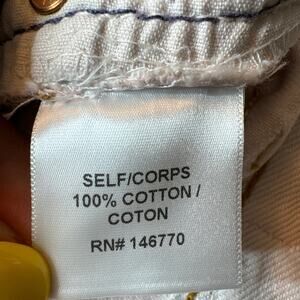 SELF/CORPS
100% COTTON /
COTON
RN# 146770